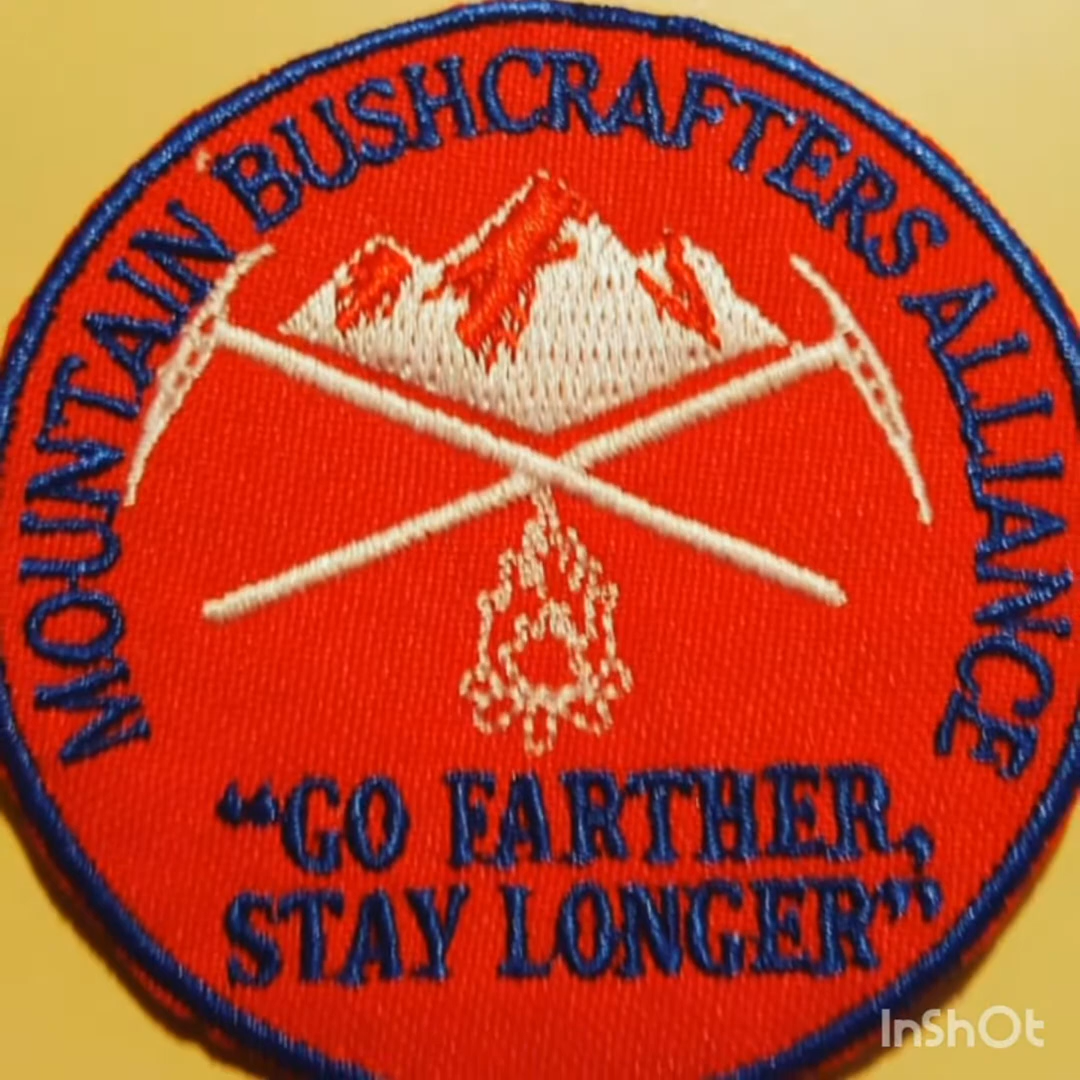 MOUNTAIN BUSHCRAFTERS ALLIANCE
“GO FARTHER,
STAY LONGER”
InShOt